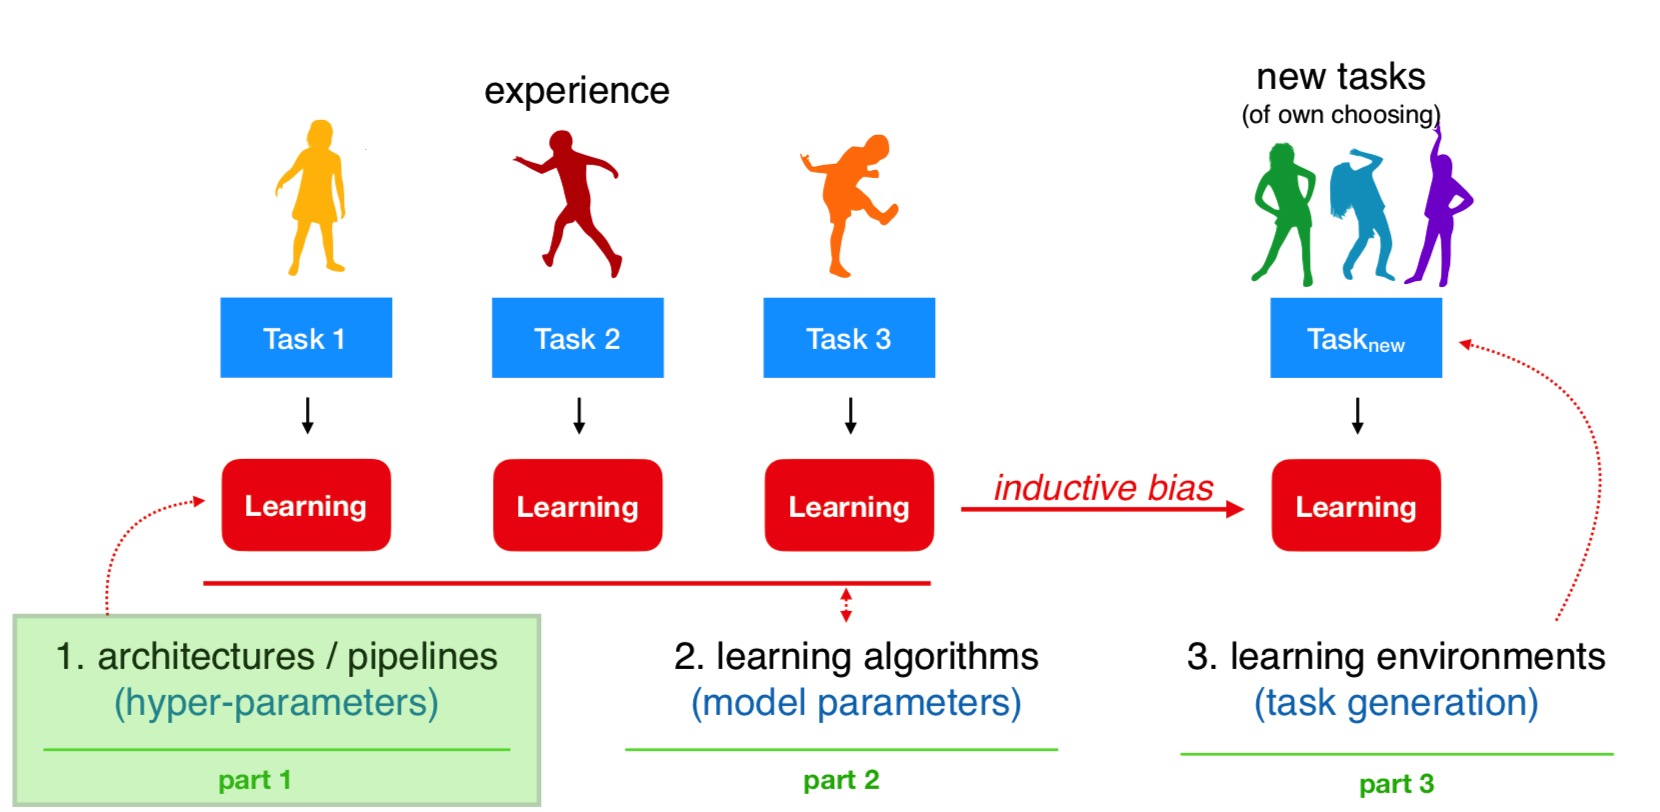 experience
new tasks
(of own choosing)
Task 1
Task 2
Task 3
Tasknew
Learning
Learning
Learning
inductive bias
Learning
1. architectures / pipelines
(hyper-parameters)
part 1
2. learning algorithms
(model parameters)
part 2
3. learning environments
(task generation)
part 3